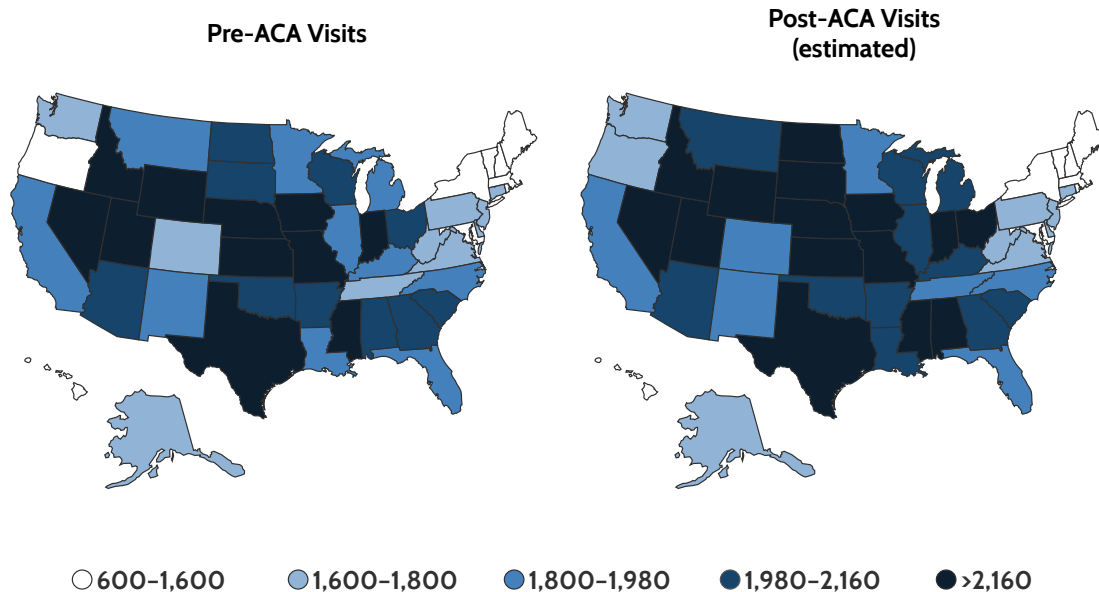 Pre-ACA Visits
Post-ACA Visits
(estimated)
600–1,600
1,600–1,800
1,800–1,980
1,980–2,160
>2,160